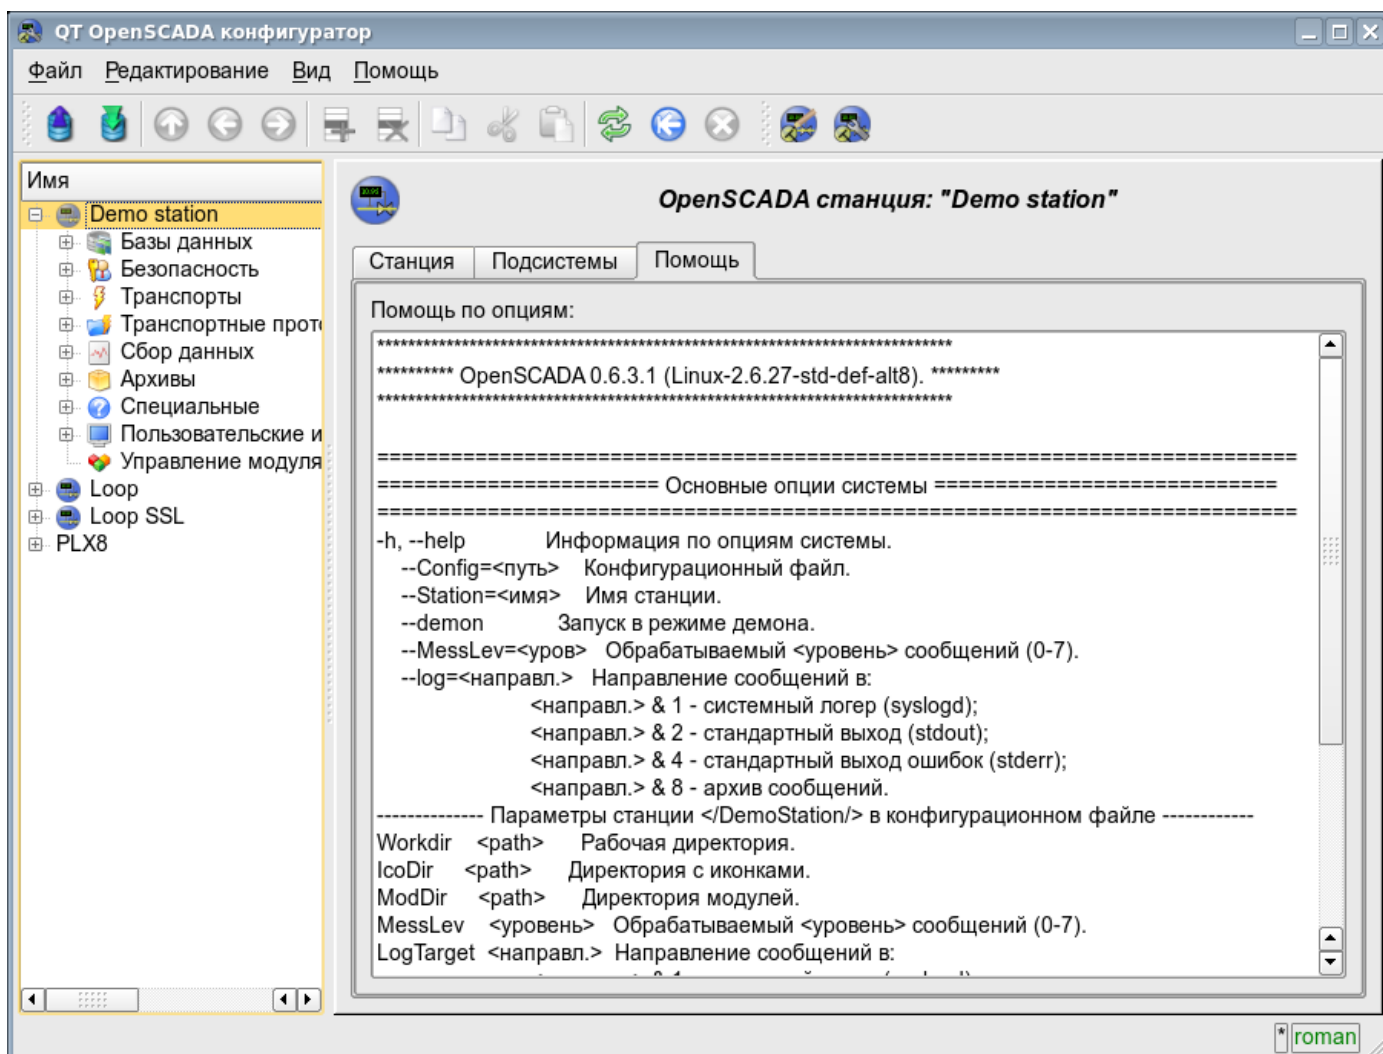 QT OpenSCADA конфигуратор
Файл Редактирование Вид Помощь
Имя
Demo station
Базы данных
Безопасность
Транспорты
Транспортные прот
Сбор данных
Архивы
Специальные
Пользовательские и
Управление модуля
Loop
Loop SSL
PLX8
OpenSCADA станция: "Demo station"
Станция Подсистемы Помощь
Помощь по опциям:
***************************************************************************
********** OpenSCADA 0.6.3.1 (Linux-2.6.27-std-def-alt8). *********
***************************************************************************
===========================================================================
======================= Основные опции системы ============================
===========================================================================
-h, --help Информация по опциям системы.
--Config=<путь> Конфигурационный файл.
--Station=<имя> Имя станции.
--demon Запуск в режиме демона.
--MessLev=<уров> Обрабатываемый <уровень> сообщений (0-7).
--log=<направл.> Направление сообщений в:
<направл.> & 1 - системный логер (syslogd);
<направл.> & 2 - стандартный выход (stdout);
<направл.> & 4 - стандартный выход ошибок (stderr);
<направл.> & 8 - архив сообщений.
-------------- Параметры станции </DemoStation/> в конфигурационном файле ------------
Workdir <path> Рабочая директория.
IcoDir <path> Директория с иконками.
ModDir <path> Директория модулей.
MessLev <уровень> Обрабатываемый <уровень> сообщений (0-7).
LogTarget <направл.> Направление сообщений в:
* roman